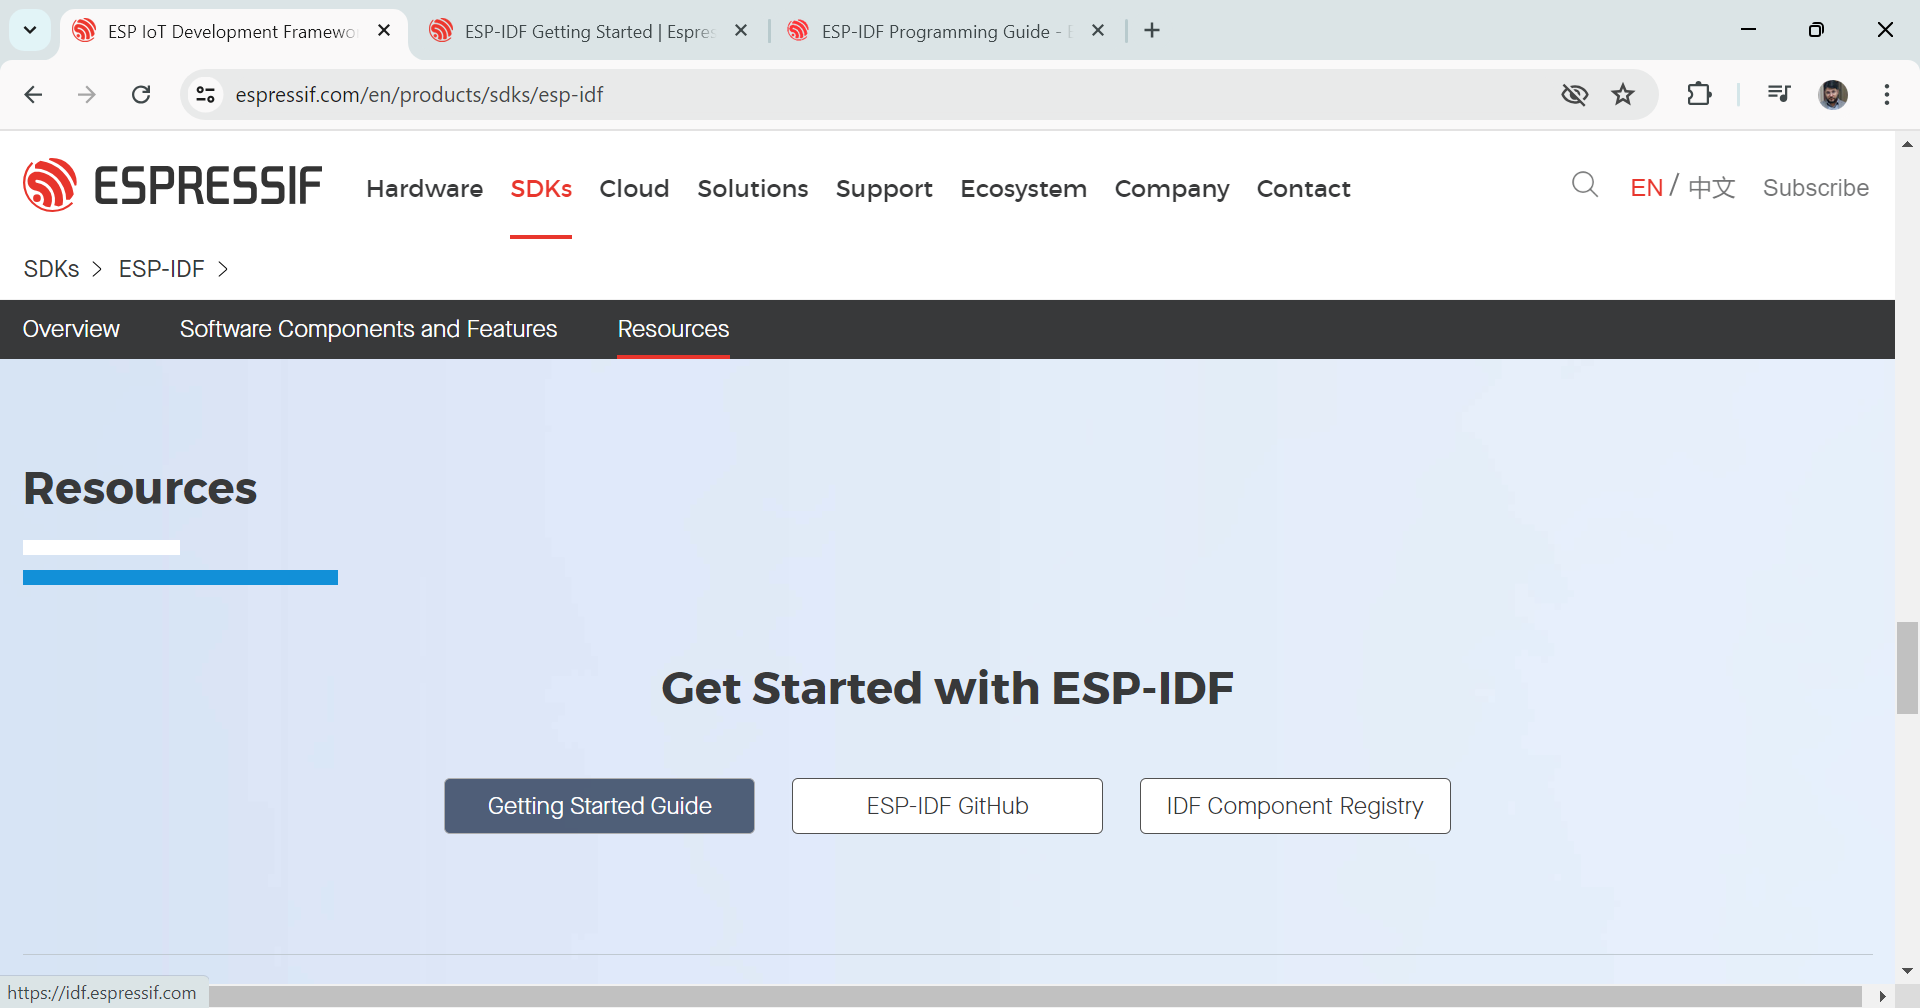 ESP IoT Development Framewo
ESP-IDF Getting Started | Espres
ESP-IDF Programming Guide -
espressif.com/en/products/sdks/esp-idf
ESPRESSIF Hardware SDKs Cloud Solutions Support Ecosystem Company Contact EN / 中文 Subscribe
SDKs > ESP-IDF >
Overview Software Components and Features Resources
Resources
Get Started with ESP-IDF
Getting Started Guide ESP-IDF GitHub IDF Component Registry
https://idf.espressif.com